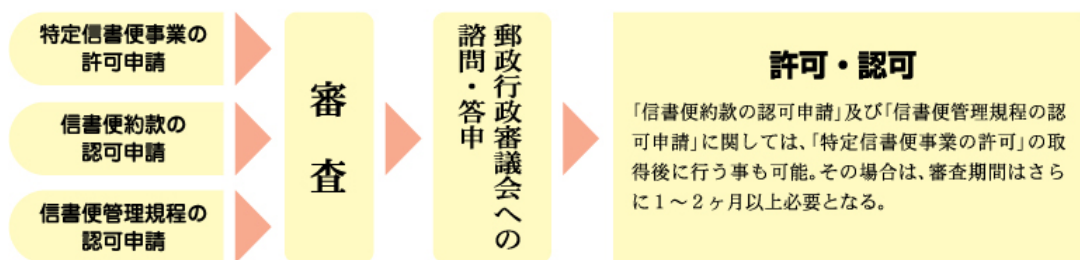 特定信書便事業の
許可申請
信書便約款の
認可申請
信書便管理規程の
認可申請
審査
郵政行政審議会への
諮問・答申
許可・認可
「信書便約款の認可申請」及び「信書便管理規程の認
可申請」に関しては、「特定信書便事業の許可」の取
得後に行う事も可能。その場合は、審査期間はさら
に1～2ヶ月以上必要となる。